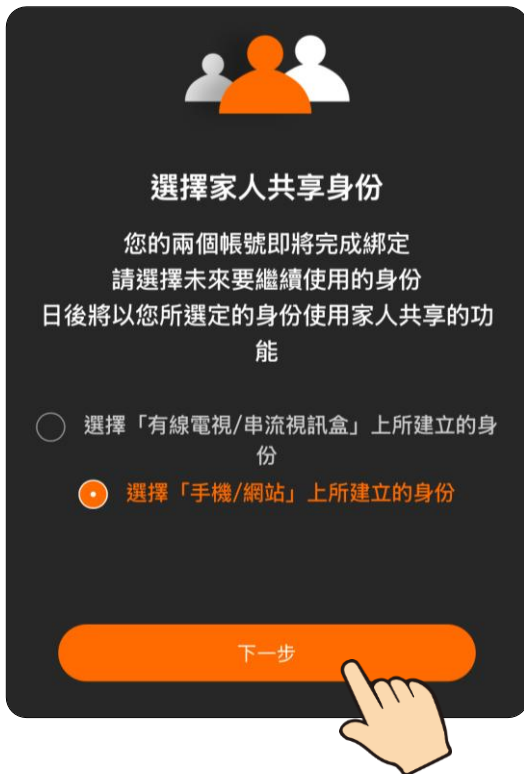 選擇家人共享身份
您的兩個帳號即將完成綁定
請選擇未來要繼續使用的身份
日後將以您所選定的身份使用家人共享的功
能
選擇「有線電視/串流視訊盒」上所建立的身
份
選擇「手機/網站」上所建立的身份
下一步